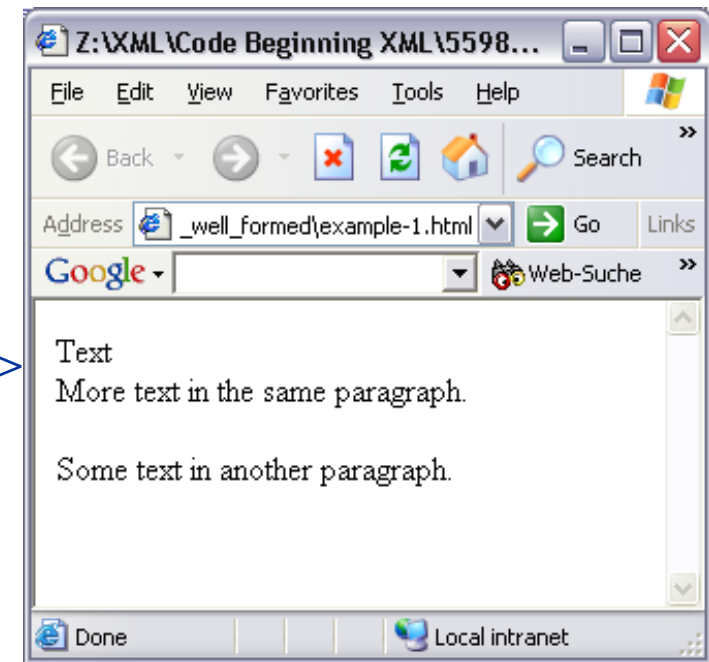 Z:\XML\Code Beginning XML\5598...
File Edit View Favorites Tools Help
Back Search »
Address _well_formed\example-1.html Go Links
Google Web-Suche »
>
Text
More text in the same paragraph.
Some text in another paragraph.
Done Local intranet